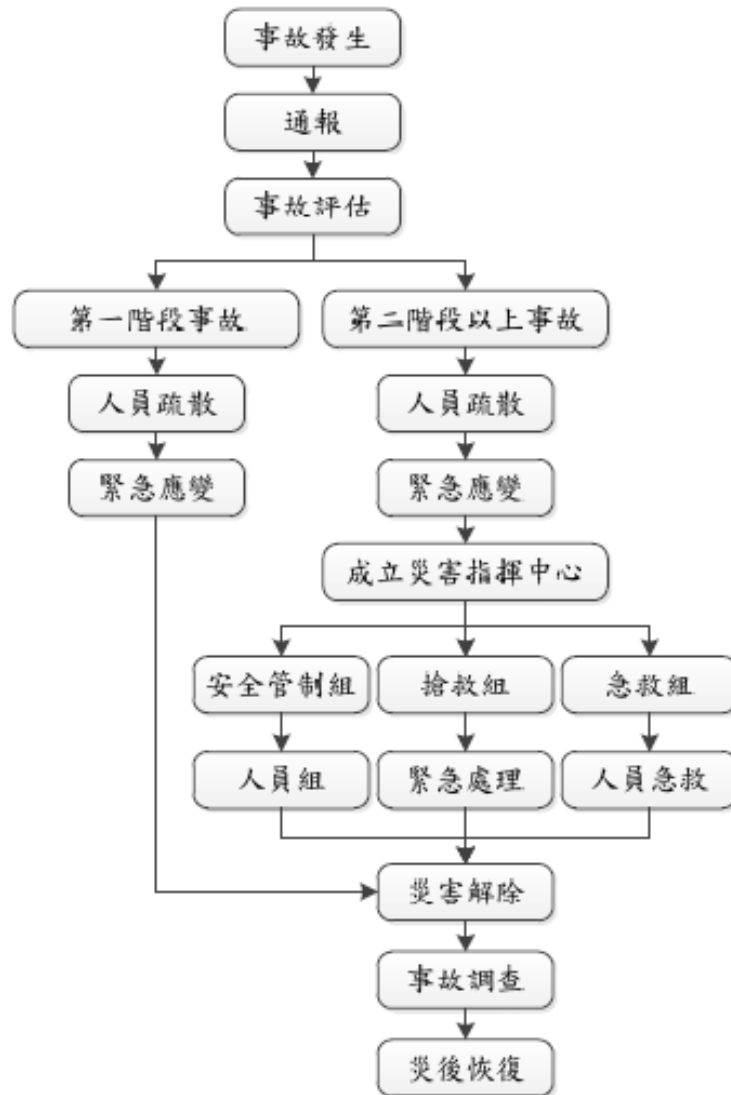 事故發生
通報
事故評估
第一階段事故
第二階段以上事故
人員疏散
人員疏散
緊急應變
緊急應變
成立災害指揮中心
安全管制組
搶救組
急救組
人員組
緊急處理
人員急救
災害解除
事故調查
災後恢復